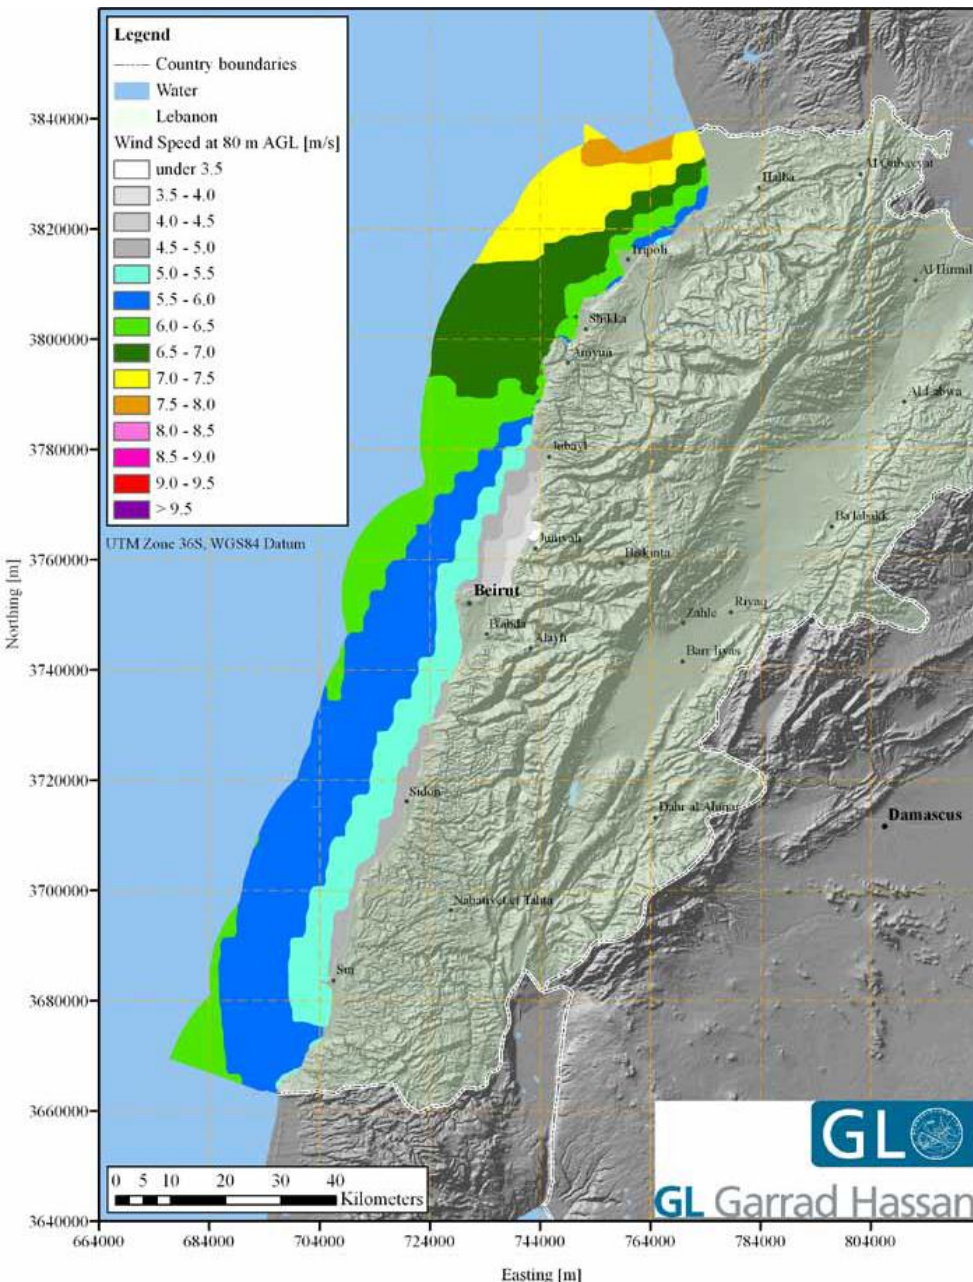 Legend
Country boundaries
Water
Lebanon
Wind Speed at 80 m AGL [m/s]
under 3.5
3.5 - 4.0
4.0 - 4.5
4.5 - 5.0
5.0 - 5.5
5.5 - 6.0
6.0 - 6.5
6.5 - 7.0
7.0 - 7.5
7.5 - 8.0
8.0 - 8.5
8.5 - 9.0
9.0 - 9.5
> 9.5
UTM Zone 36S, WGS84 Datum
3840000
3820000
3800000
3780000
3760000
3740000
3720000
3700000
3680000
3660000
3640000
Northing [m]
Al Qubayyat
Halba
Tripoli
Al Hirmil
Shikka
Amyun
Al Labwa
Jubayl
Ba'labakk
Juniyah
Biskinta
Beirut
Riyaq
Zahle
B'abda
Alayh
Barr Iiyas
Sidon
Dahr al Ahmar
Damascus
Nabatiyet et Tahta
Sur
0 5 10 20 30 40
Kilometers
GL
GL Garrad Hassan
664000 684000 704000 724000 744000 764000 784000 804000
Easting [m]